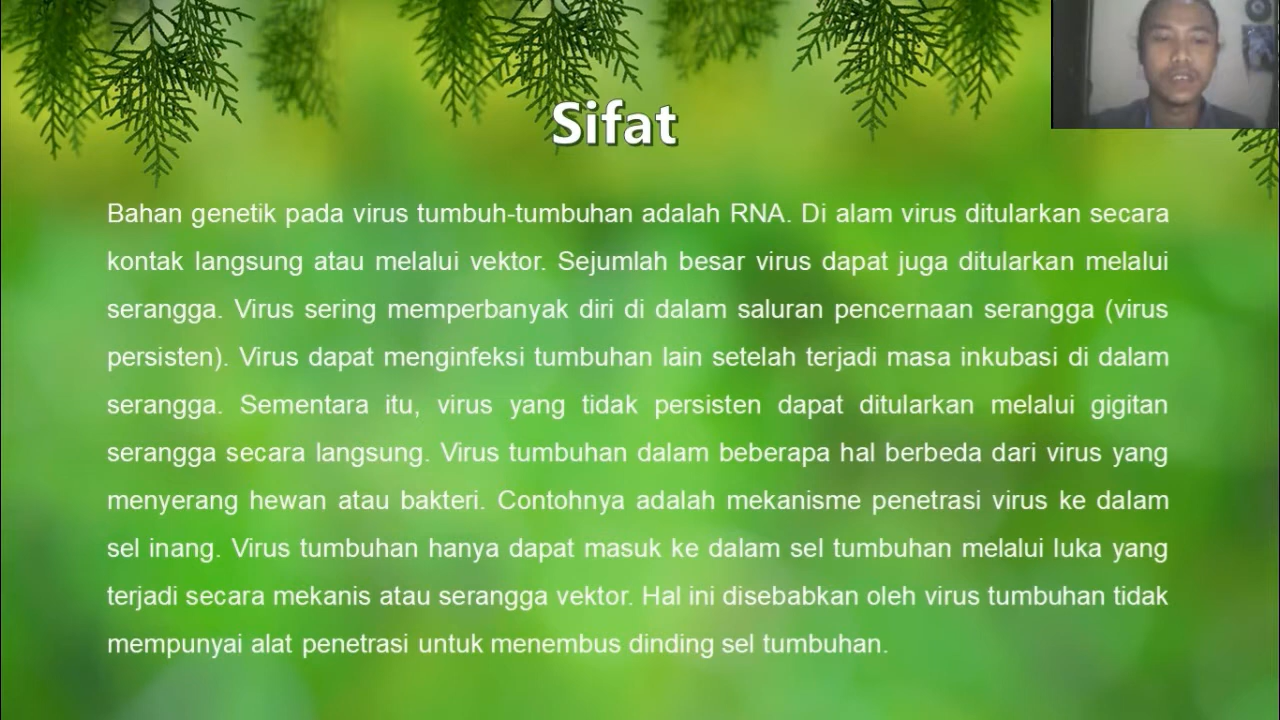 Sifat
Bahan genetik pada virus tumbuh-tumbuhan adalah RNA. Di alam virus ditularkan secara
kontak langsung atau melalui vektor. Sejumlah besar virus dapat juga ditularkan melalui
serangga. Virus sering memperbanyak diri di dalam saluran pencernaan serangga (virus
persisten). Virus dapat menginfeksi tumbuhan lain setelah terjadi masa inkubasi di dalam
serangga. Sementara itu, virus yang tidak persisten dapat ditularkan melalui gigitan
serangga secara langsung. Virus tumbuhan dalam beberapa hal berbeda dari virus yang
menyerang hewan atau bakteri. Contohnya adalah mekanisme penetrasi virus ke dalam
sel inang. Virus tumbuhan hanya dapat masuk ke dalam sel tumbuhan melalui luka yang
terjadi secara mekanis atau serangga vektor. Hal ini disebabkan oleh virus tumbuhan tidak
mempunyai alat penetrasi untuk menembus dinding sel tumbuhan.